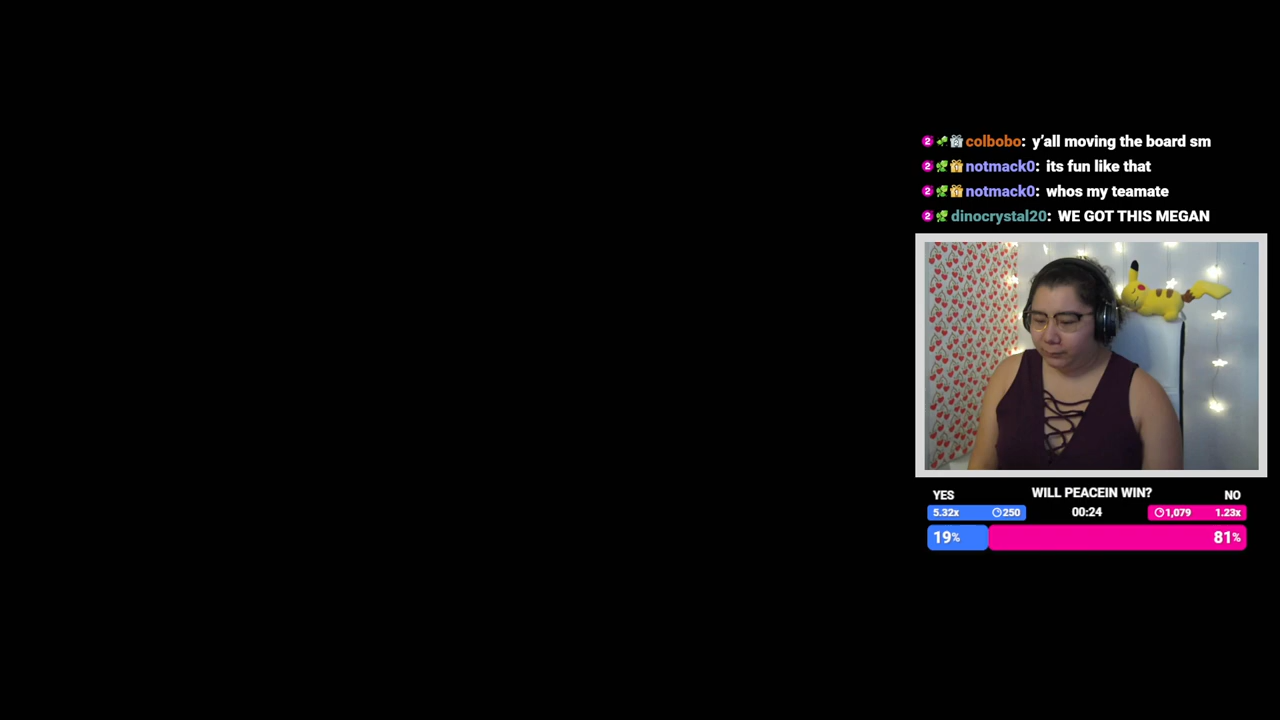 colbobo: y'all moving the board sm
notmack0: its fun like that
notmack0: whos my teamate
dinocrystal20: WE GOT THIS MEGAN
YES WILL PEACEIN WIN? NO
5.32x 250 00:24 1,079 1.23x
19% 81%